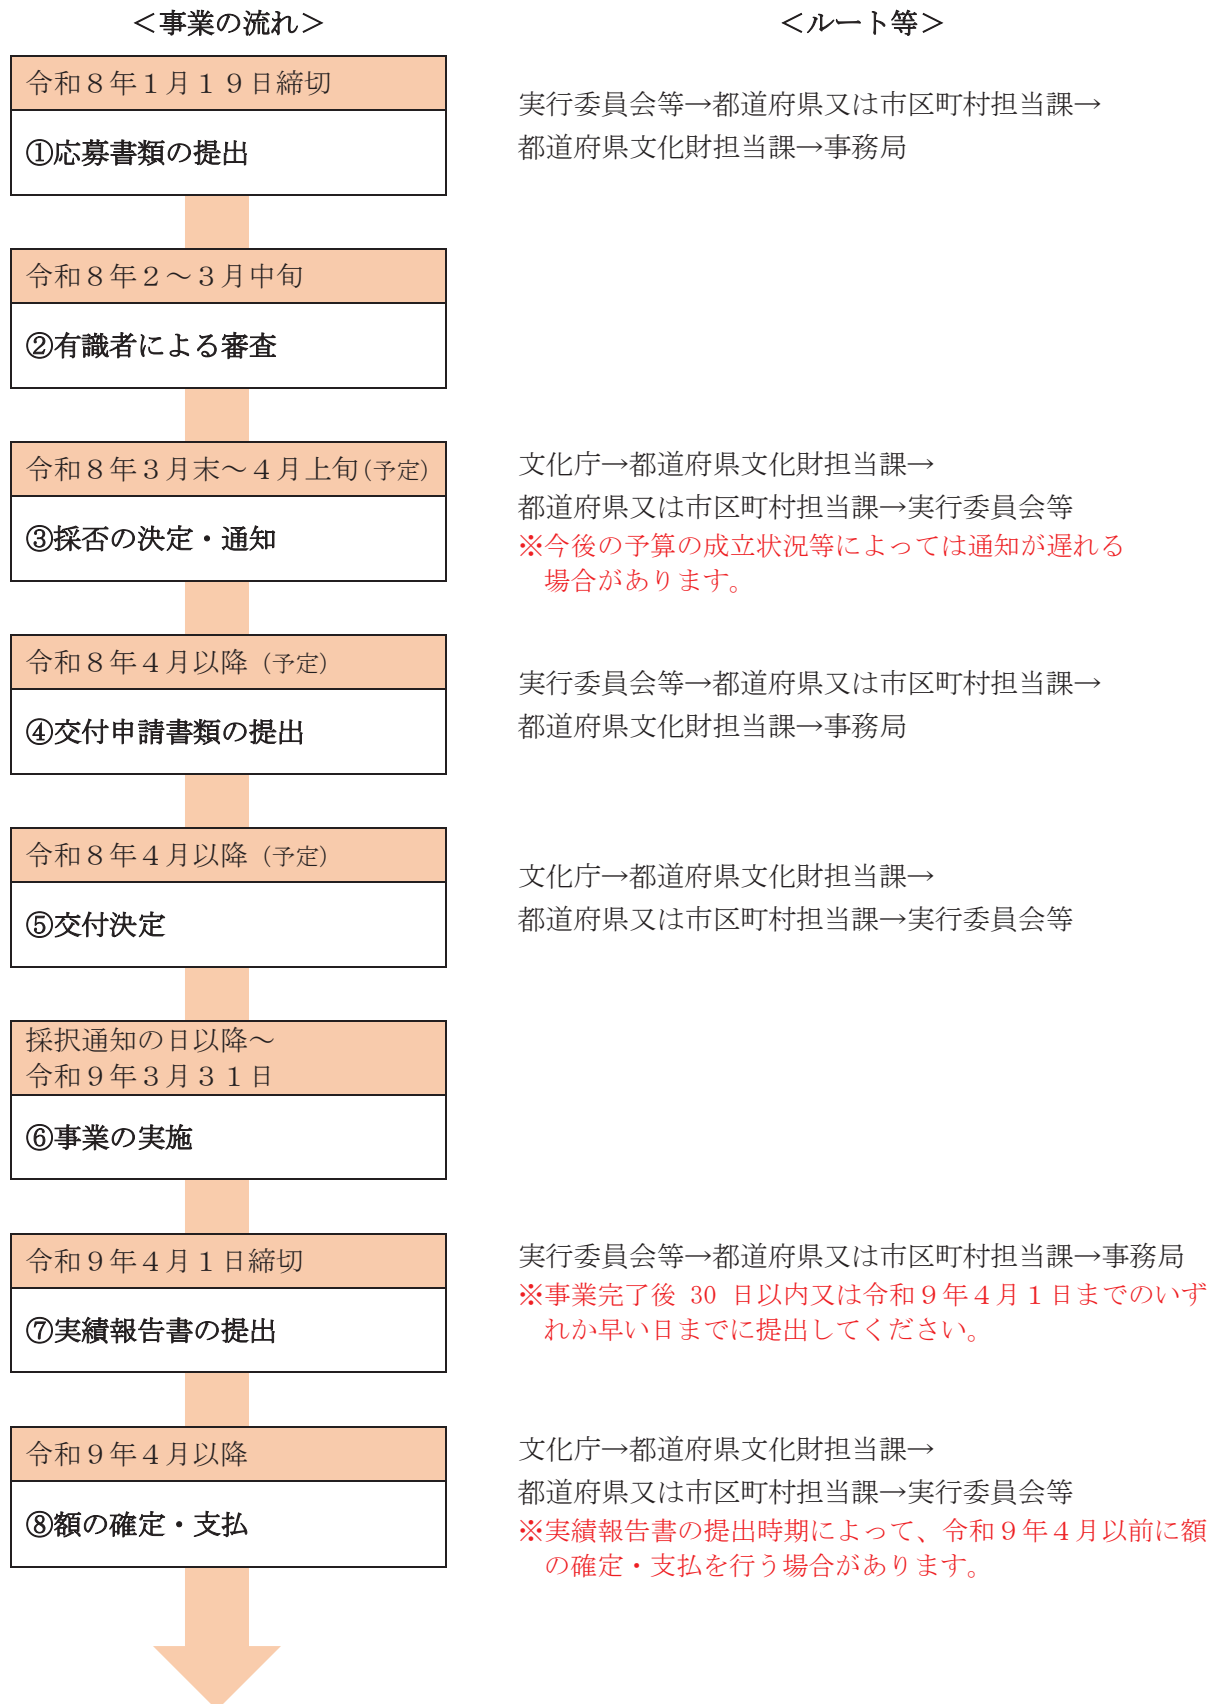 ＜事業の流れ＞
＜ルート等＞
令和８年１月１９日締切
①応募書類の提出
実行委員会等→都道府県又は市区町村担当課→
都道府県文化財担当課→事務局
令和８年２～３月中旬
②有識者による審査
令和８年３月末～４月上旬(予定)
③採否の決定・通知
文化庁→都道府県文化財担当課→
都道府県又は市区町村担当課→実行委員会等
※今後の予算の成立状況等によっては通知が遅れる
場合があります。
令和８年４月以降（予定）
④交付申請書類の提出
実行委員会等→都道府県又は市区町村担当課→
都道府県文化財担当課→事務局
令和８年４月以降（予定）
⑤交付決定
文化庁→都道府県文化財担当課→
都道府県又は市区町村担当課→実行委員会等
採択通知の日以降～
令和９年３月３１日
⑥事業の実施
令和９年４月１日締切
⑦実績報告書の提出
実行委員会等→都道府県又は市区町村担当課→事務局
※事業完了後 30 日以内又は令和９年４月１日までのいず
れか早い日までに提出してください。
令和９年４月以降
⑧額の確定・支払
文化庁→都道府県文化財担当課→
都道府県又は市区町村担当課→実行委員会等
※実績報告書の提出時期によって、令和９年４月以前に額
の確定・支払を行う場合があります。